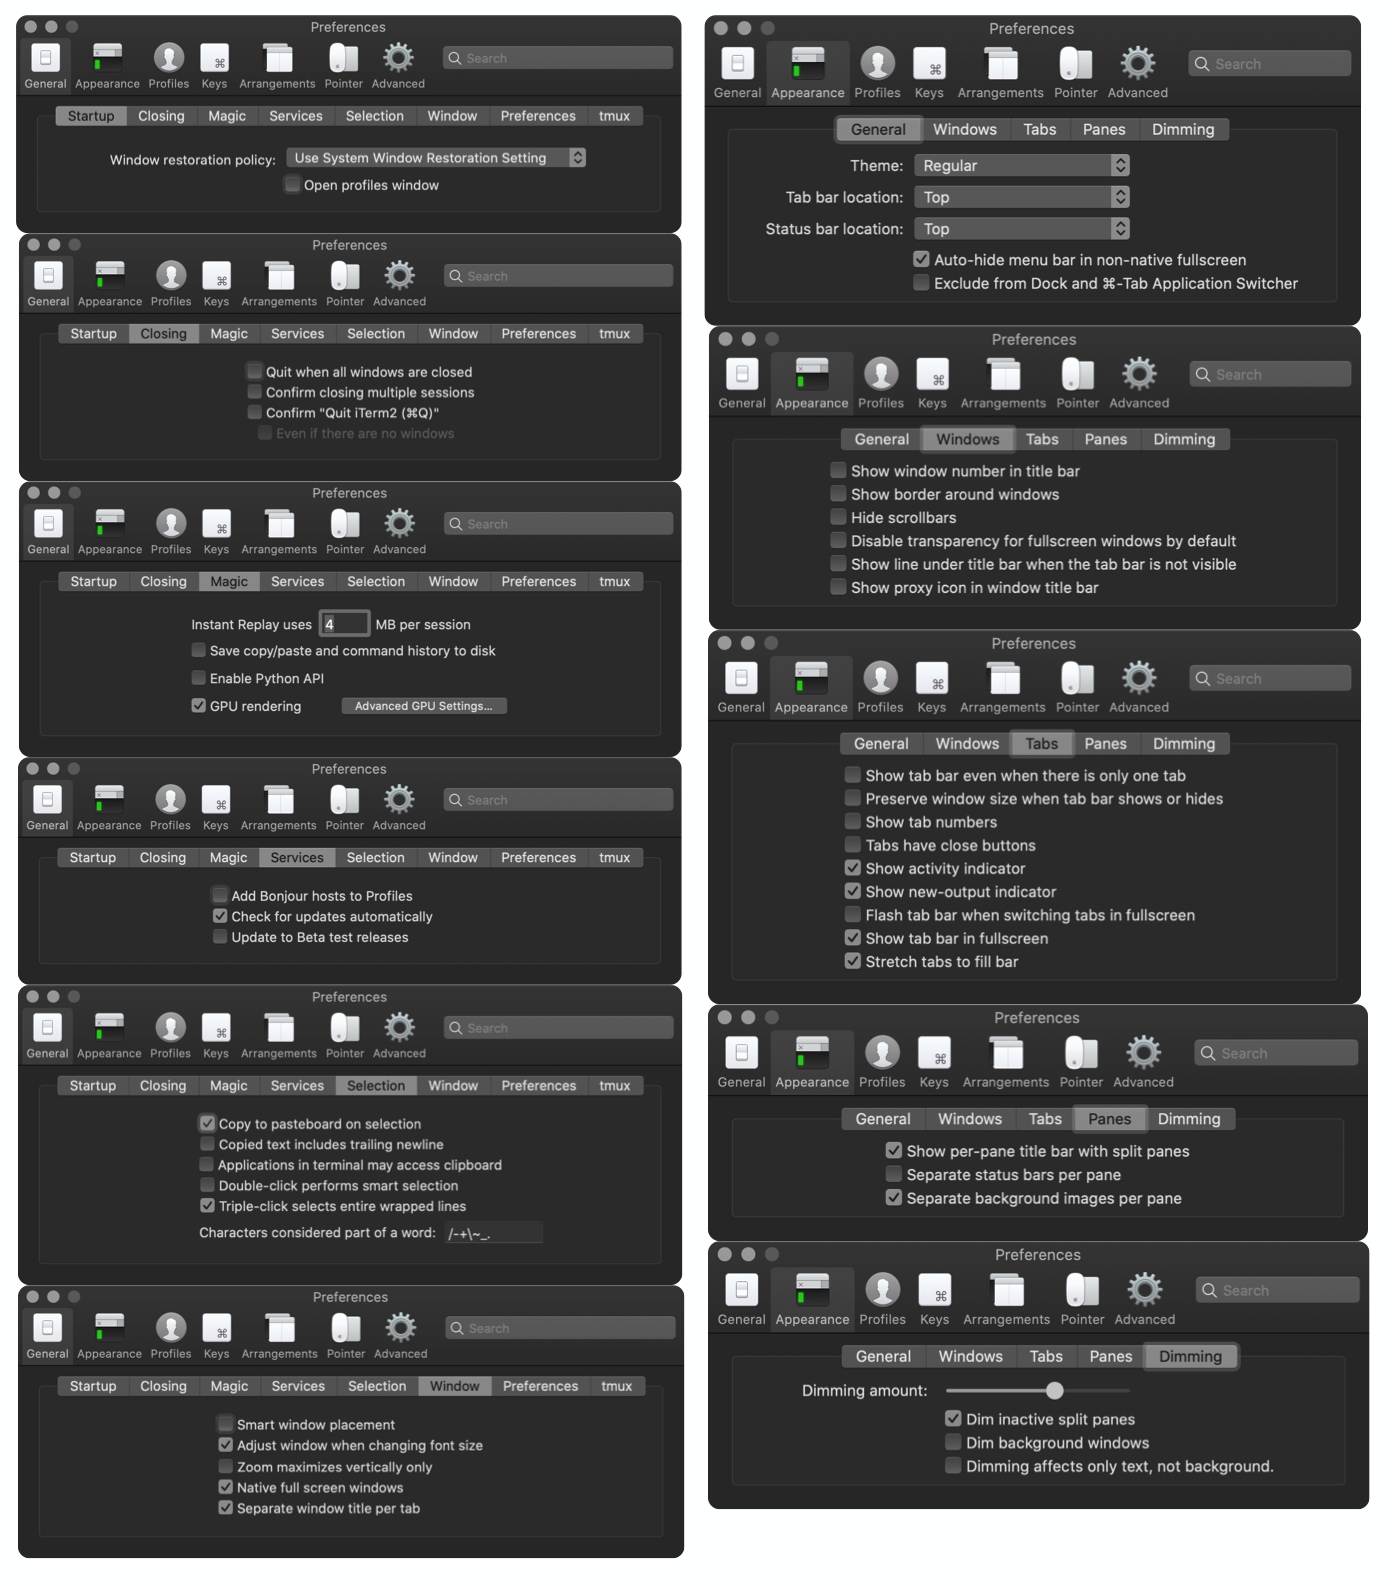 Preferences
General Appearance Profiles Keys Arrangements Pointer Advanced
Search
Startup Closing Magic Services Selection Window Preferences tmux
Window restoration policy: Use System Window Restoration Setting
Open profiles window
Preferences
General Appearance Profiles Keys Arrangements Pointer Advanced
Search
Startup Closing Magic Services Selection Window Preferences tmux
Quit when all windows are closed
Confirm closing multiple sessions
Confirm "Quit iTerm2 (⌘Q)"
Even if there are no windows
Preferences
General Appearance Profiles Keys Arrangements Pointer Advanced
Search
Startup Closing Magic Services Selection Window Preferences tmux
Instant Replay uses 4 MB per session
Save copy/paste and command history to disk
Enable Python API
GPU rendering Advanced GPU Settings...
Preferences
General Appearance Profiles Keys Arrangements Pointer Advanced
Search
Startup Closing Magic Services Selection Window Preferences tmux
Add Bonjour hosts to Profiles
Check for updates automatically
Update to Beta test releases
Preferences
General Appearance Profiles Keys Arrangements Pointer Advanced
Search
Startup Closing Magic Services Selection Window Preferences tmux
Copy to pasteboard on selection
Copied text includes trailing newline
Applications in terminal may access clipboard
Double-click performs smart selection
Triple-click selects entire wrapped lines
Characters considered part of a word: /-+\~_.
Preferences
General Appearance Profiles Keys Arrangements Pointer Advanced
Search
Startup Closing Magic Services Selection Window Preferences tmux
Smart window placement
Adjust window when changing font size
Zoom maximizes vertically only
Native full screen windows
Separate window title per tab
Preferences
General Appearance Profiles Keys Arrangements Pointer Advanced
Search
General Windows Tabs Panes Dimming
Theme: Regular
Tab bar location: Top
Status bar location: Top
Auto-hide menu bar in non-native fullscreen
Exclude from Dock and ⌘-Tab Application Switcher
Preferences
General Appearance Profiles Keys Arrangements Pointer Advanced
Search
General Windows Tabs Panes Dimming
Show window number in title bar
Show border around windows
Hide scrollbars
Disable transparency for fullscreen windows by default
Show line under title bar when the tab bar is not visible
Show proxy icon in window title bar
Preferences
General Appearance Profiles Keys Arrangements Pointer Advanced
Search
General Windows Tabs Panes Dimming
Show tab bar even when there is only one tab
Preserve window size when tab bar shows or hides
Show tab numbers
Tabs have close buttons
Show activity indicator
Show new-output indicator
Flash tab bar when switching tabs in fullscreen
Show tab bar in fullscreen
Stretch tabs to fill bar
Preferences
General Appearance Profiles Keys Arrangements Pointer Advanced
Search
General Windows Tabs Panes Dimming
Show per-pane title bar with split panes
Separate status bars per pane
Separate background images per pane
Preferences
General Appearance Profiles Keys Arrangements Pointer Advanced
Search
General Windows Tabs Panes Dimming
Dimming amount:
Dim inactive split panes
Dim background windows
Dimming affects only text, not background.